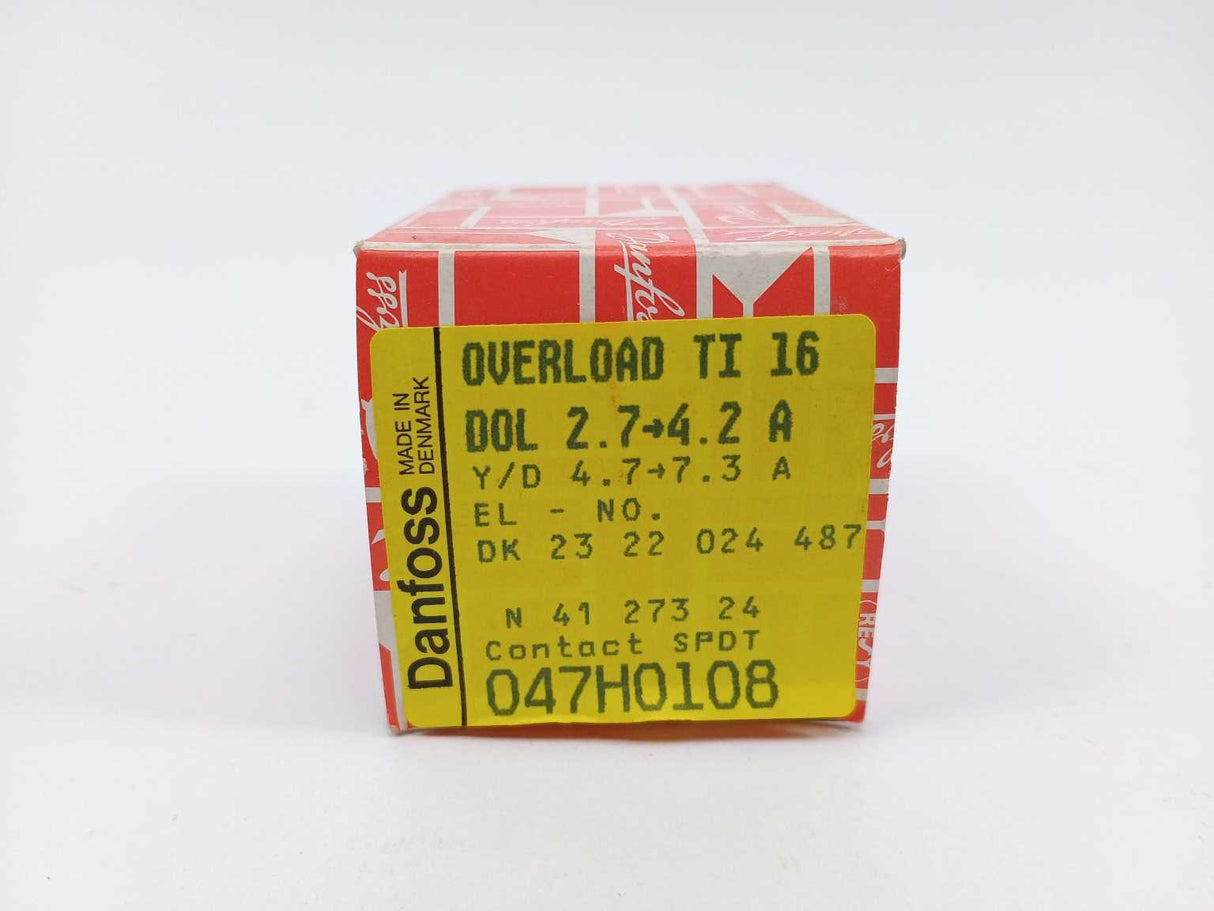 Danfoss
MADE IN
DENMARK
OVERLOAD TI 16
DOL 2.7→4.2 A
Y/D 4.7→7.3 A
EL - NO.
DK 23 22 024 487
N 41 273 24
Contact SPDT
047H0108